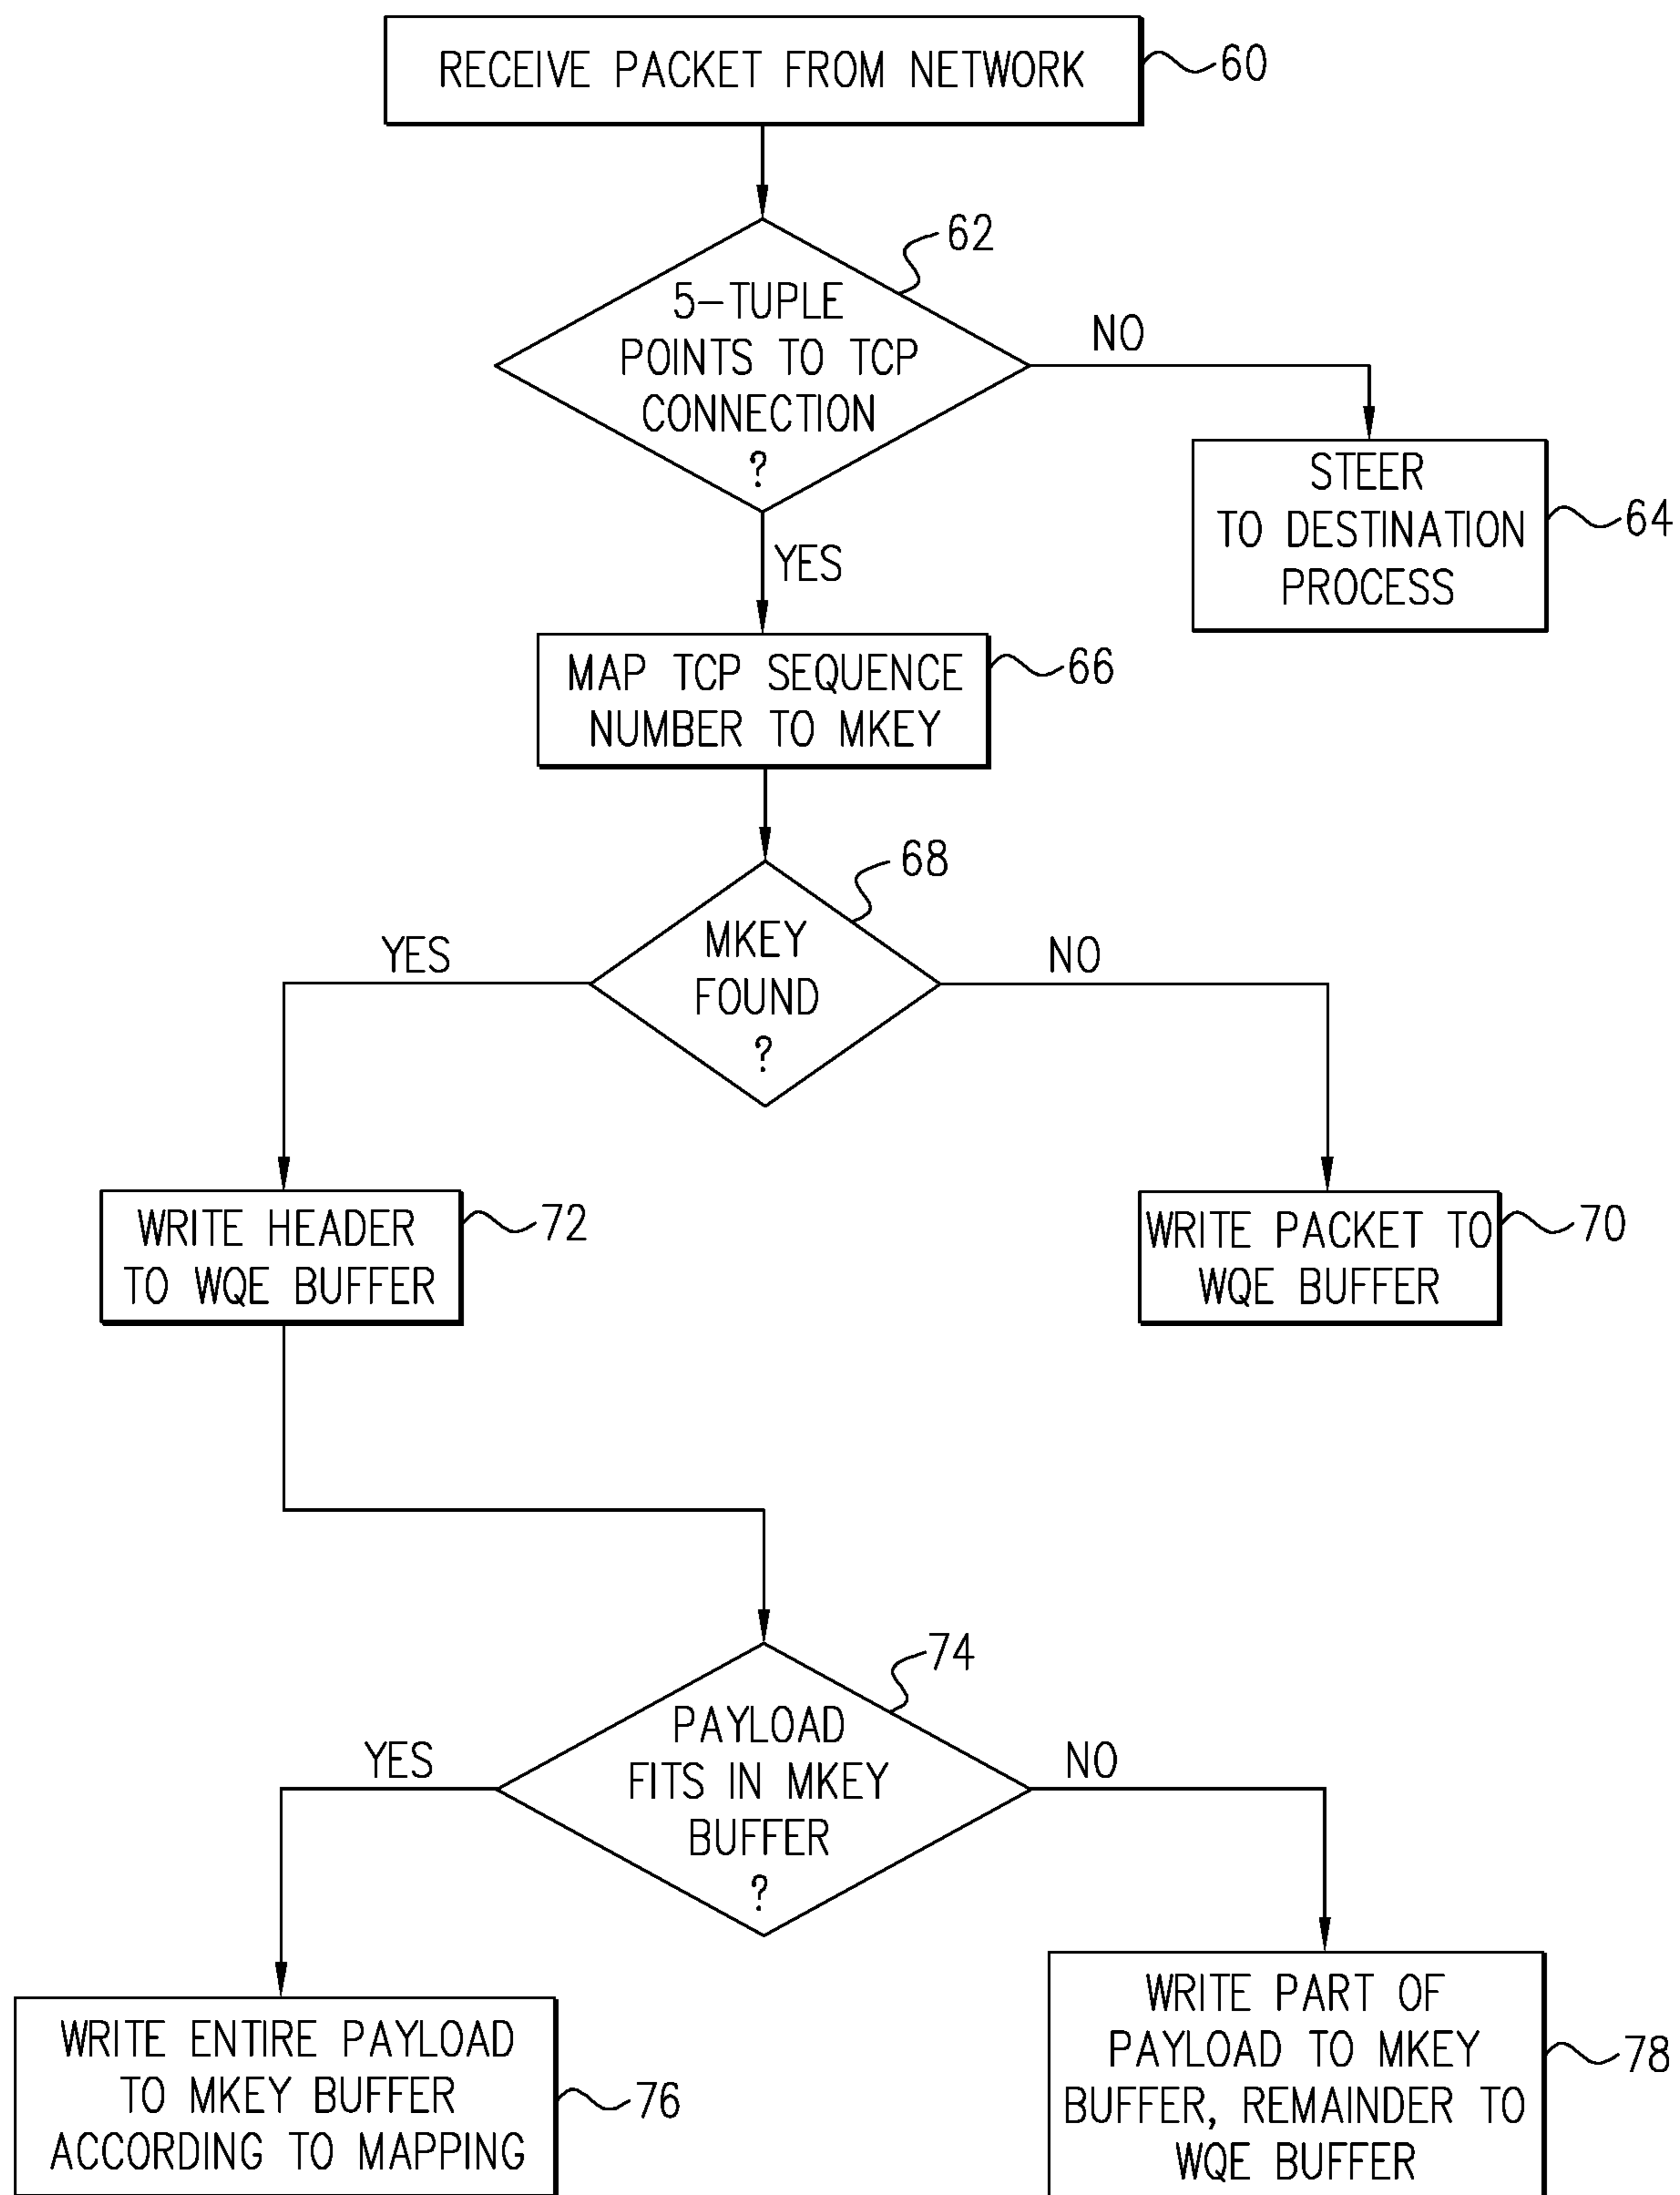 RECEIVE PACKET FROM NETWORK
60
62
5-TUPLE
POINTS TO TCP
CONNECTION
?
NO
STEER
TO DESTINATION
PROCESS
64
YES
MAP TCP SEQUENCE
NUMBER TO MKEY
66
68
MKEY
FOUND
?
YES
NO
WRITE HEADER
TO WQE BUFFER
72
WRITE PACKET TO
WQE BUFFER
70
74
PAYLOAD
FITS IN MKEY
BUFFER
?
YES
NO
WRITE ENTIRE PAYLOAD
TO MKEY BUFFER
ACCORDING TO MAPPING
76
WRITE PART OF
PAYLOAD TO MKEY
BUFFER, REMAINDER TO
WQE BUFFER
78